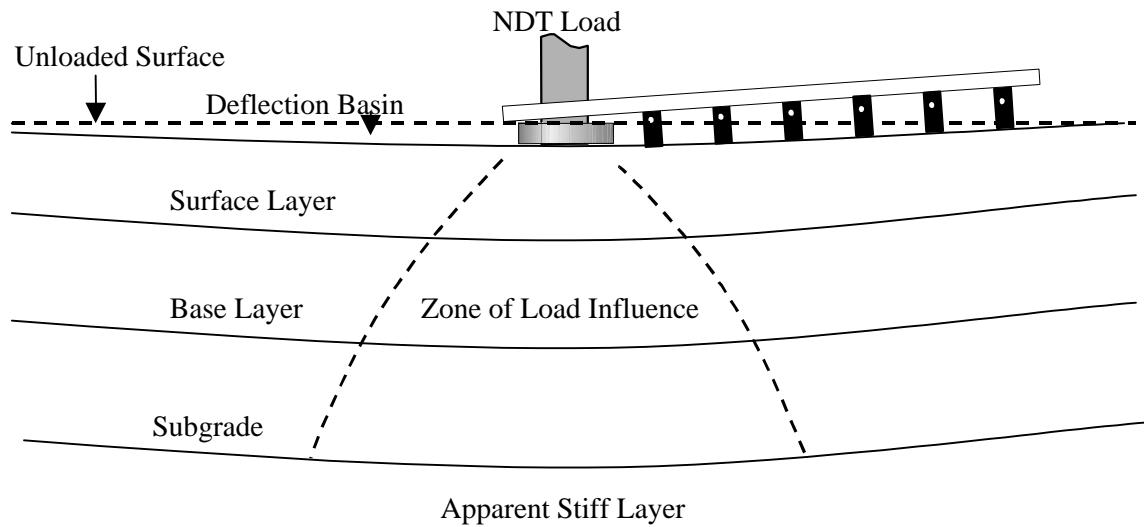 NDT Load
Unloaded Surface
Deflection Basin
Surface Layer
Base Layer
Zone of Load Influence
Subgrade
Apparent Stiff Layer